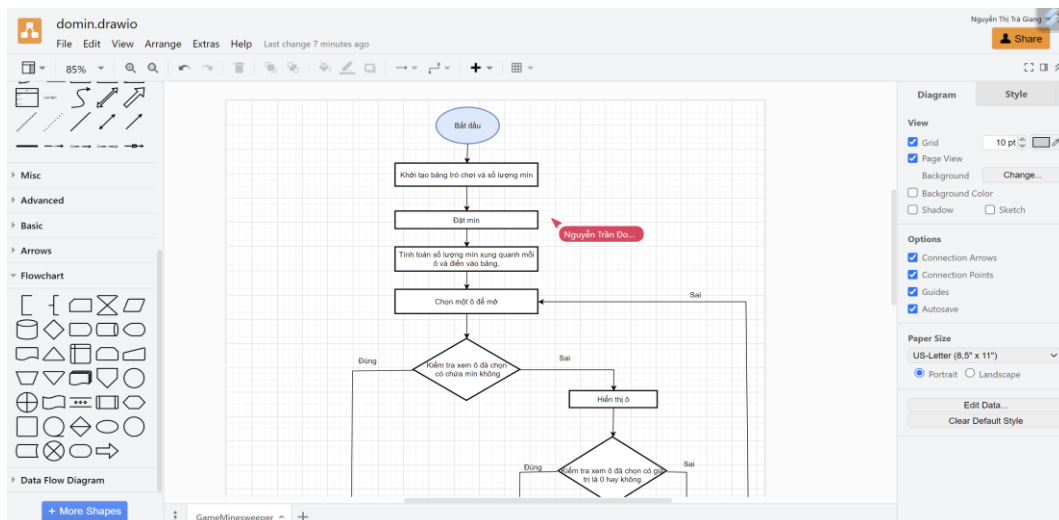 domin.drawio
Nguyễn Thị Trà Giang
File Edit View Arrange Extras Help Last change 7 minutes ago
Share
85%
Diagram Style
View
Grid 10 pt
Page View
Background Change...
Background Color
Shadow Sketch
Options
Connection Arrows
Connection Points
Guides
Autosave
Paper Size
US-Letter (8,5" x 11")
Portrait Landscape
Edit Data...
Clear Default Style
Misc
Advanced
Basic
Arrows
Flowchart
Data Flow Diagram
+ More Shapes
Bắt đầu
Khởi tạo bảng trò chơi và số lượng mìn
Đặt mìn
Nguyễn Trần Đo...
Tính toán số lượng mìn xung quanh mỗi
ô và điền vào bảng.
Chọn một ô để mở
Sai
Đúng
Kiểm tra xem ô đã chọn
có chứa mìn không
Sai
Hiển thị ô
Đúng
Kiểm tra xem ô đã chọn có giá
trị là 0 hay không
Sai
GameMinesweeper